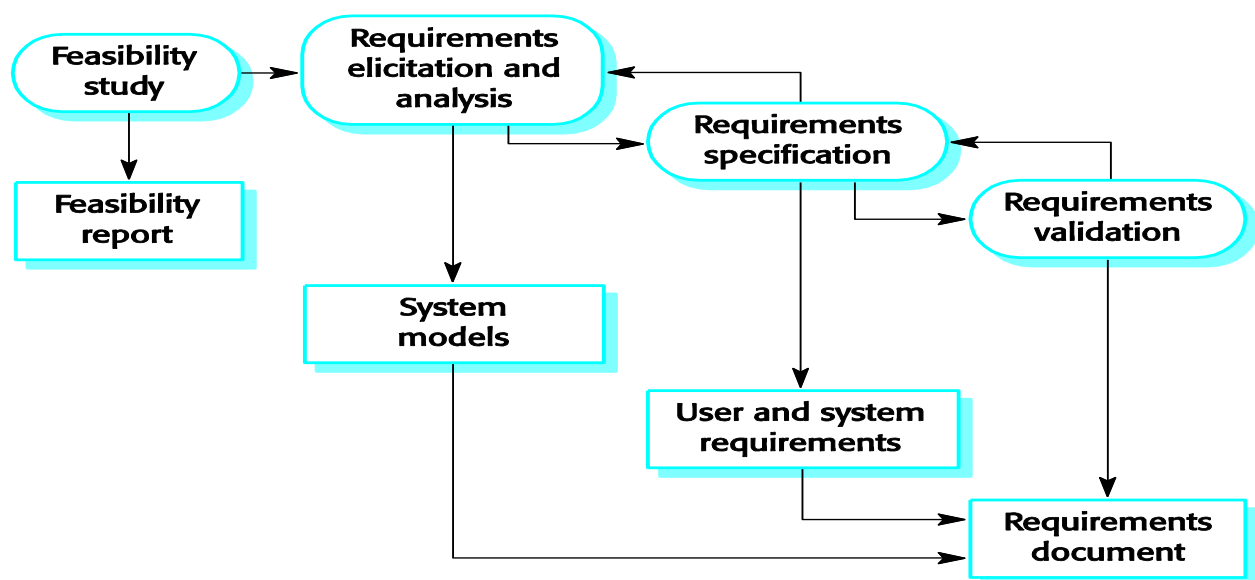 Feasibility
study
Requirements
elicitation and
analysis
Requirements
specification
Requirements
validation
Feasibility
report
System
models
User and system
requirements
Requirements
document